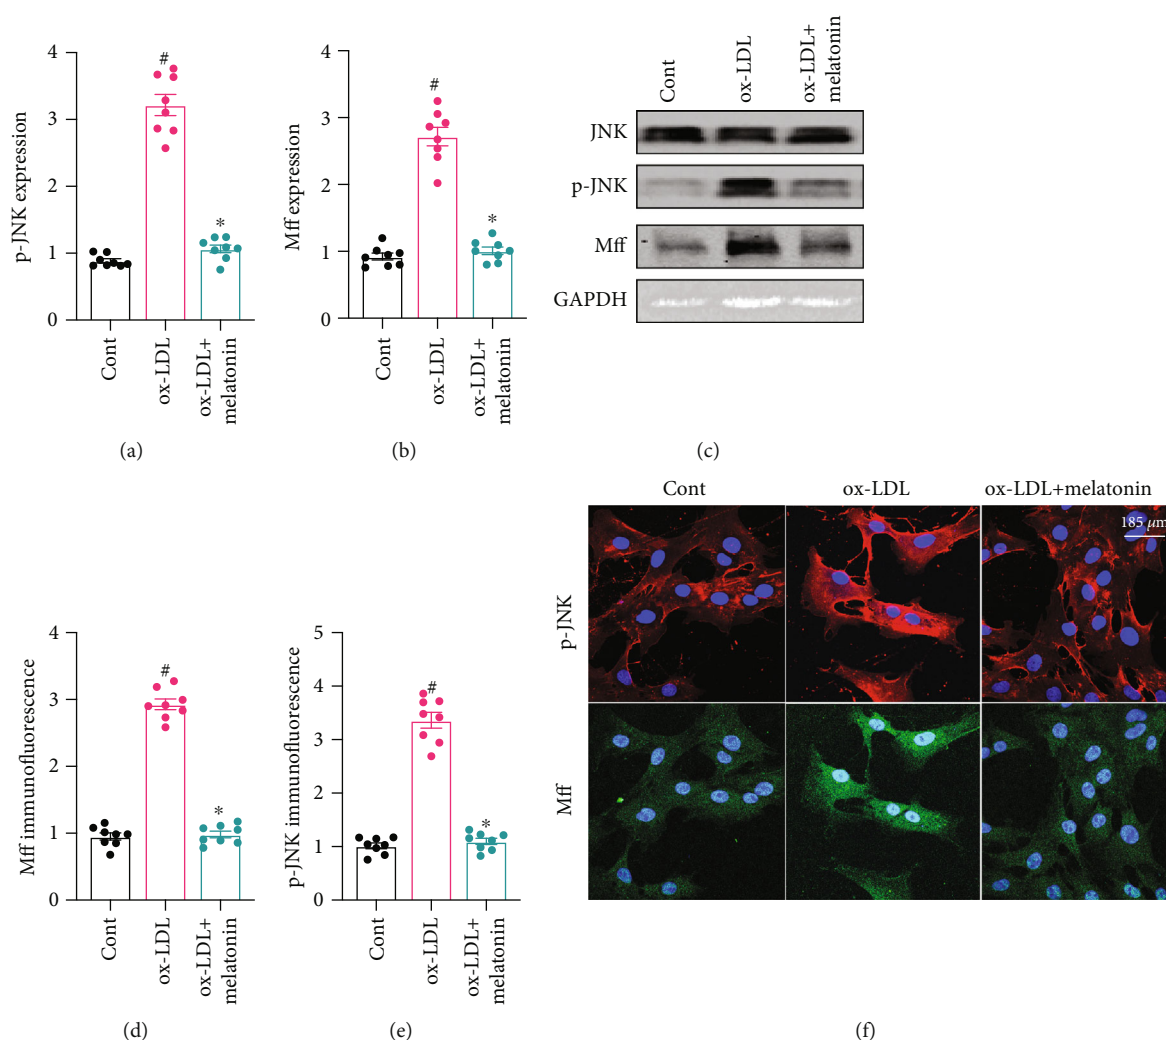 4
3
2
1
0
p-JNK expression
#
*
Cont
ox-LDL
ox-LDL+
melatonin
(a)
4
3
2
1
0
Mff expression
#
*
Cont
ox-LDL
ox-LDL+
melatonin
(b)
Cont
ox-LDL
ox-LDL+
melatonin
JNK
p-JNK
Mff
GAPDH
(c)
4
3
2
1
0
Mff immunofluorescence
#
*
Cont
ox-LDL
ox-LDL+
melatonin
(d)
5
4
3
2
1
0
p-JNK immunofluorescence
#
*
Cont
ox-LDL
ox-LDL+
melatonin
(e)
Cont ox-LDL ox-LDL+melatonin
185 μm
p-JNK
Mff
(f)